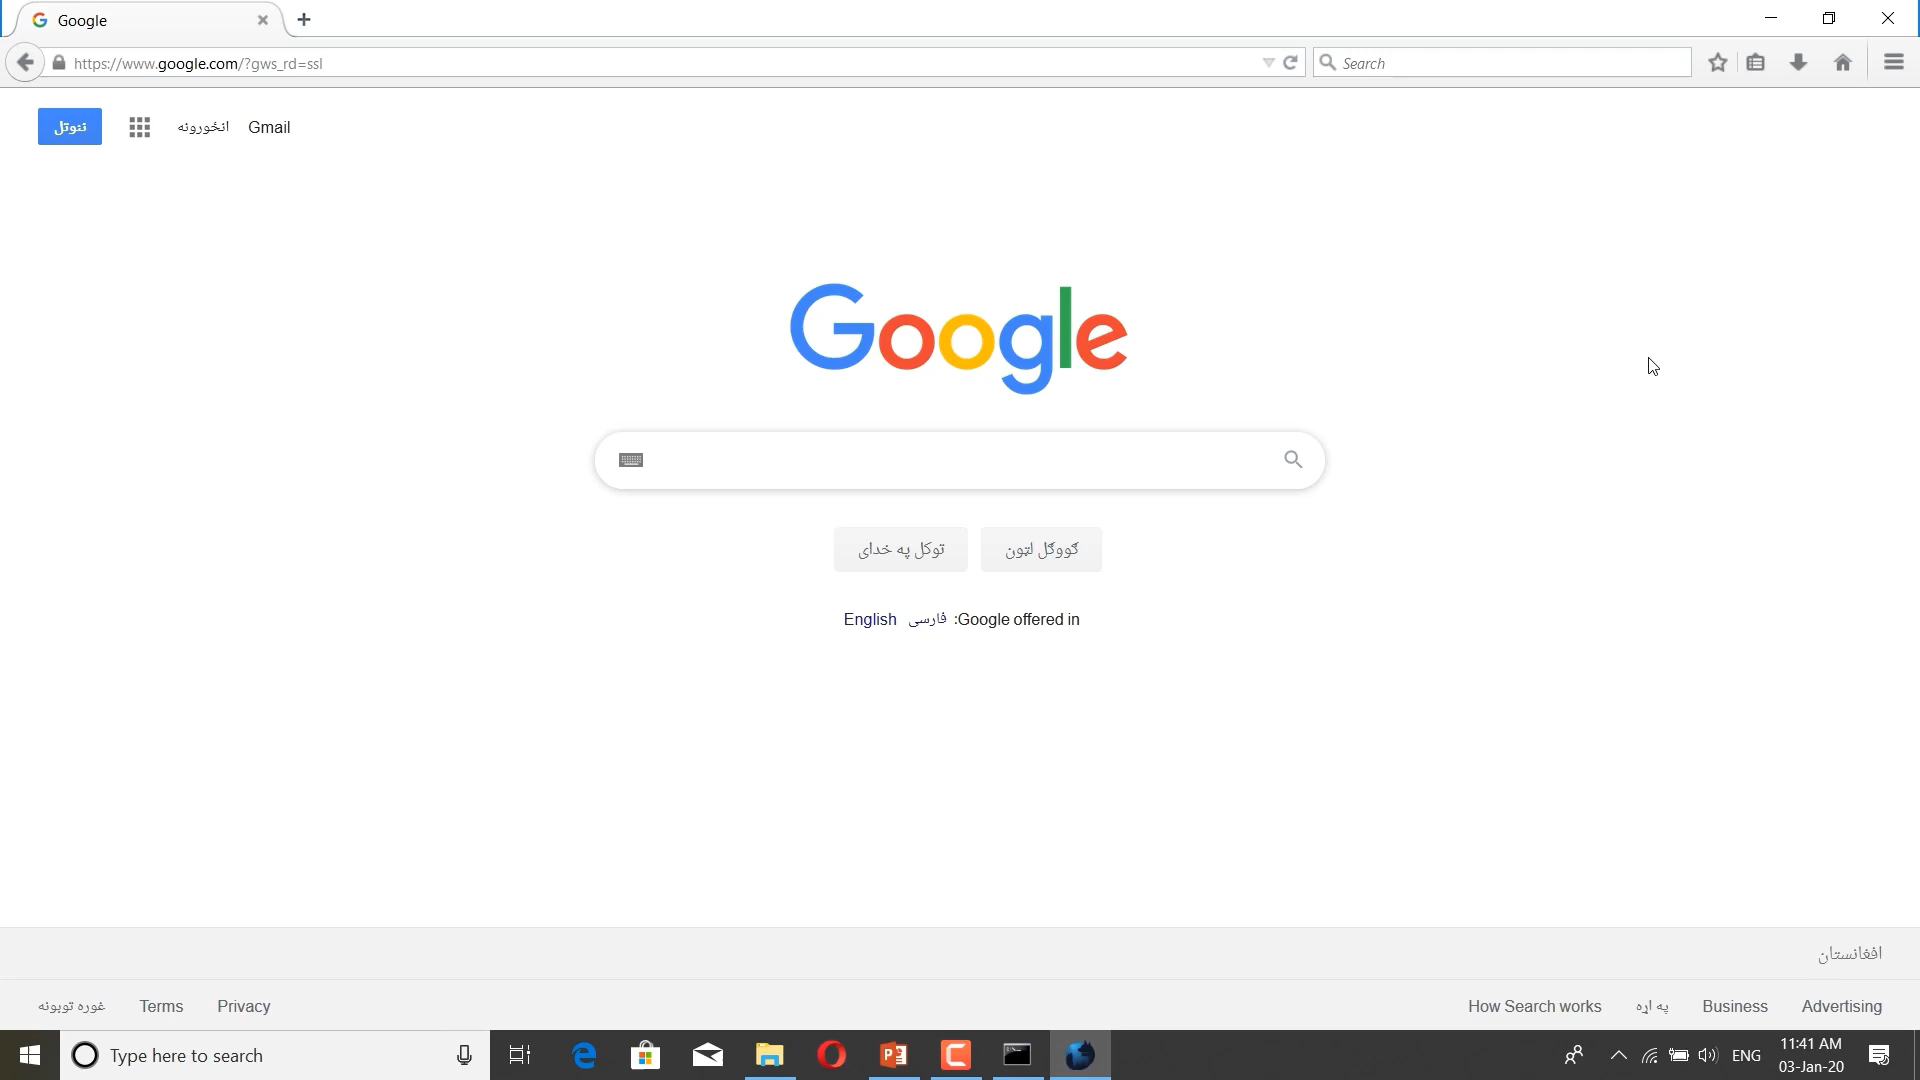 Google
https://www.google.com/?gws_rd=ssl
Search
ننوتل
انځورونه
Gmail
Google
ګووګل لټون
توکل په خدای
Google offered in: فارسی English
افغانستان
غوره توبونه
Terms
Privacy
How Search works
په اړه
Business
Advertising
Type here to search
ENG
11:41 AM
03-Jan-20